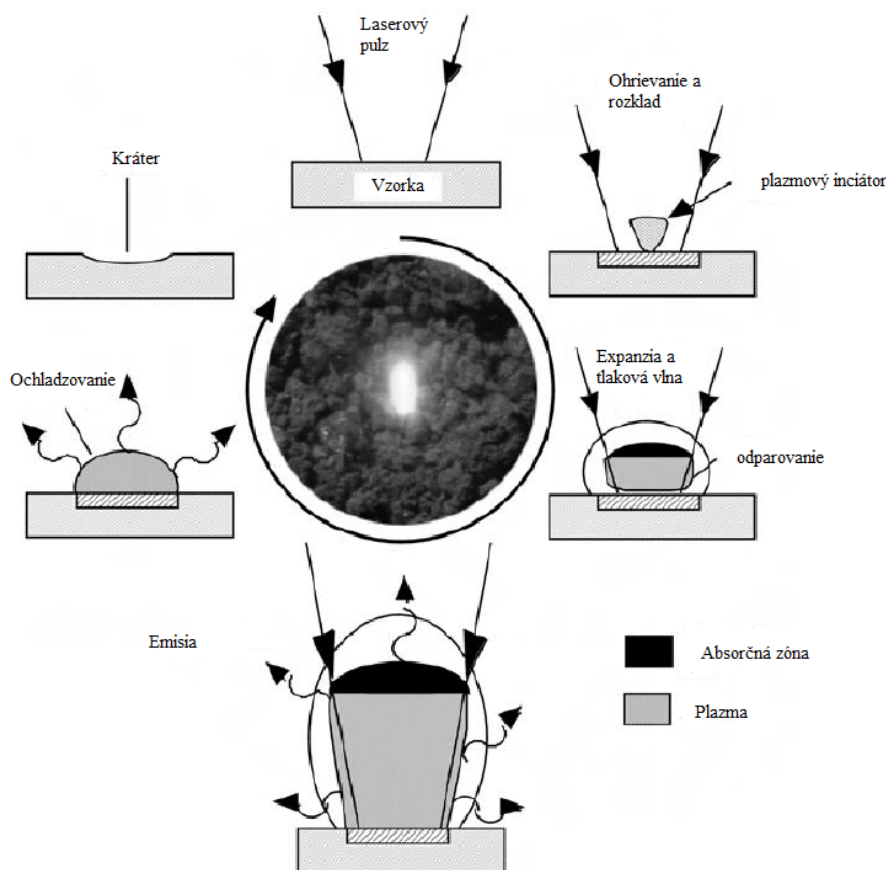 Laserový
pulz
Vzorka
Ohrievanie a
rozklad
plazmový inciátor
Expanzia a
tlaková vlna
odparovanie
Emisia
Absorčná zóna
Plazma
Ochladzovanie
Kráter